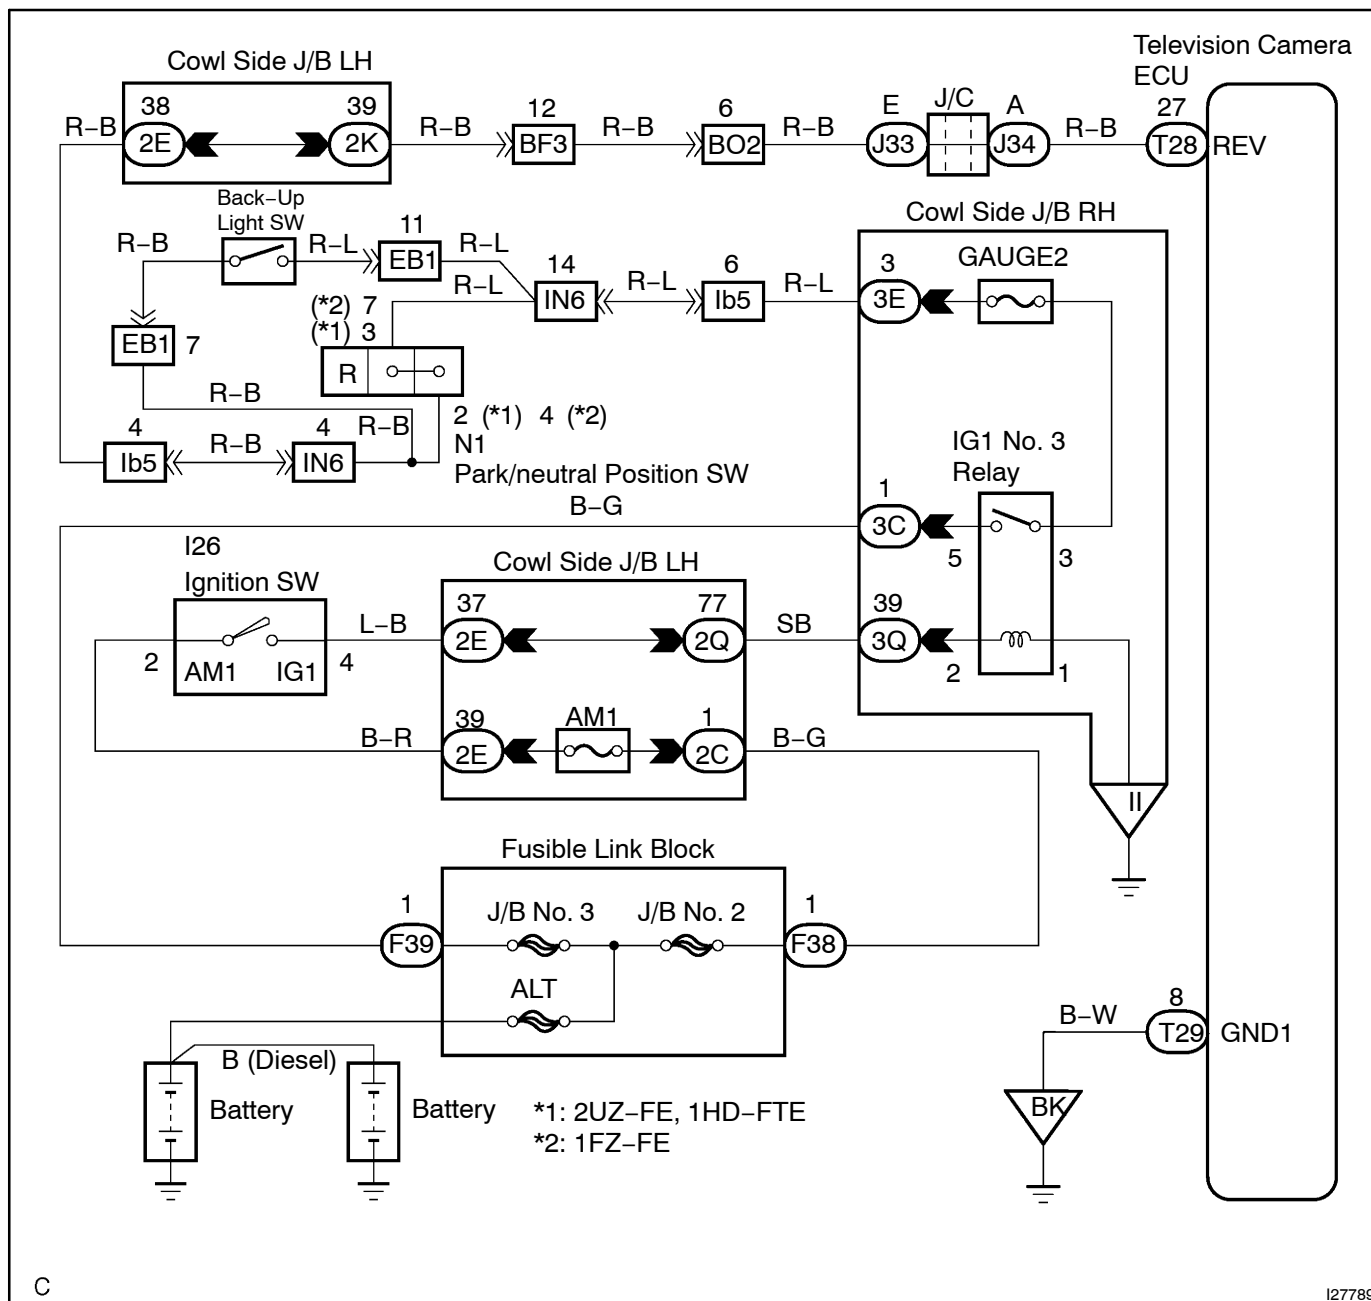 Television Camera
ECU
Cowl Side J/B LH
38 39 12 6 E J/C A 27
R–B 2E 2K R–B BF3 R–B BO2 R–B J33 J34 R–B T28 REV
Back–Up
Light SW
Cowl Side J/B RH
R–B R–L 11 R–L
EB1
GAUGE2
14 6 3
R–L IN6 R–L Ib5 R–L 3E
(*2) 7
(*1) 3
EB1 7
R
R–B
2 (*1) 4 (*2)
4 R–B 4 R–B
Ib5 IN6
N1
Park/neutral Position SW
IG1 No. 3
Relay
B–G
1
3C 5 3
I26
Ignition SW
Cowl Side J/B LH
37 77 39
L–B 2E 2Q SB 3Q
2 AM1 IG1 4 2 1
39 AM1 1
B–R 2E 2C B–G
II
Fusible Link Block
1 J/B No. 3 J/B No. 2 1
F39 F38
ALT
8
B–W T29 GND1
B (Diesel)
Battery Battery
BK
*1: 2UZ–FE, 1HD–FTE
*2: 1FZ–FE
C
I27789